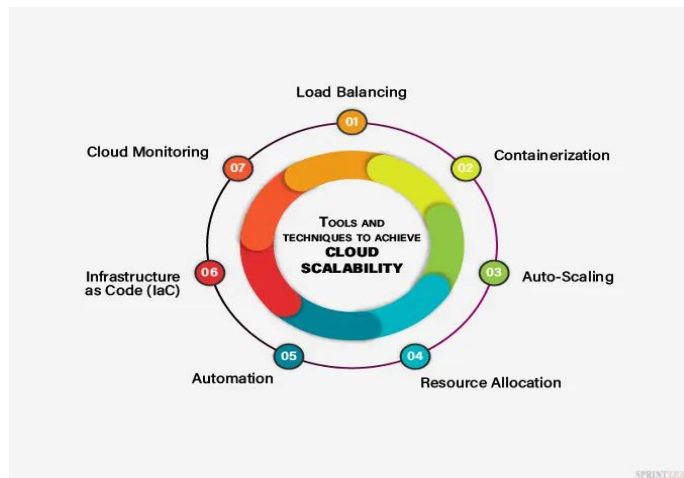 Load Balancing
01
Containerization
02
Auto-Scaling
03
Resource Allocation
04
Automation
05
Infrastructure
as Code (IaC)
06
Cloud Monitoring
07
TOOLS AND
TECHNIQUES TO ACHIEVE
CLOUD
SCALABILITY